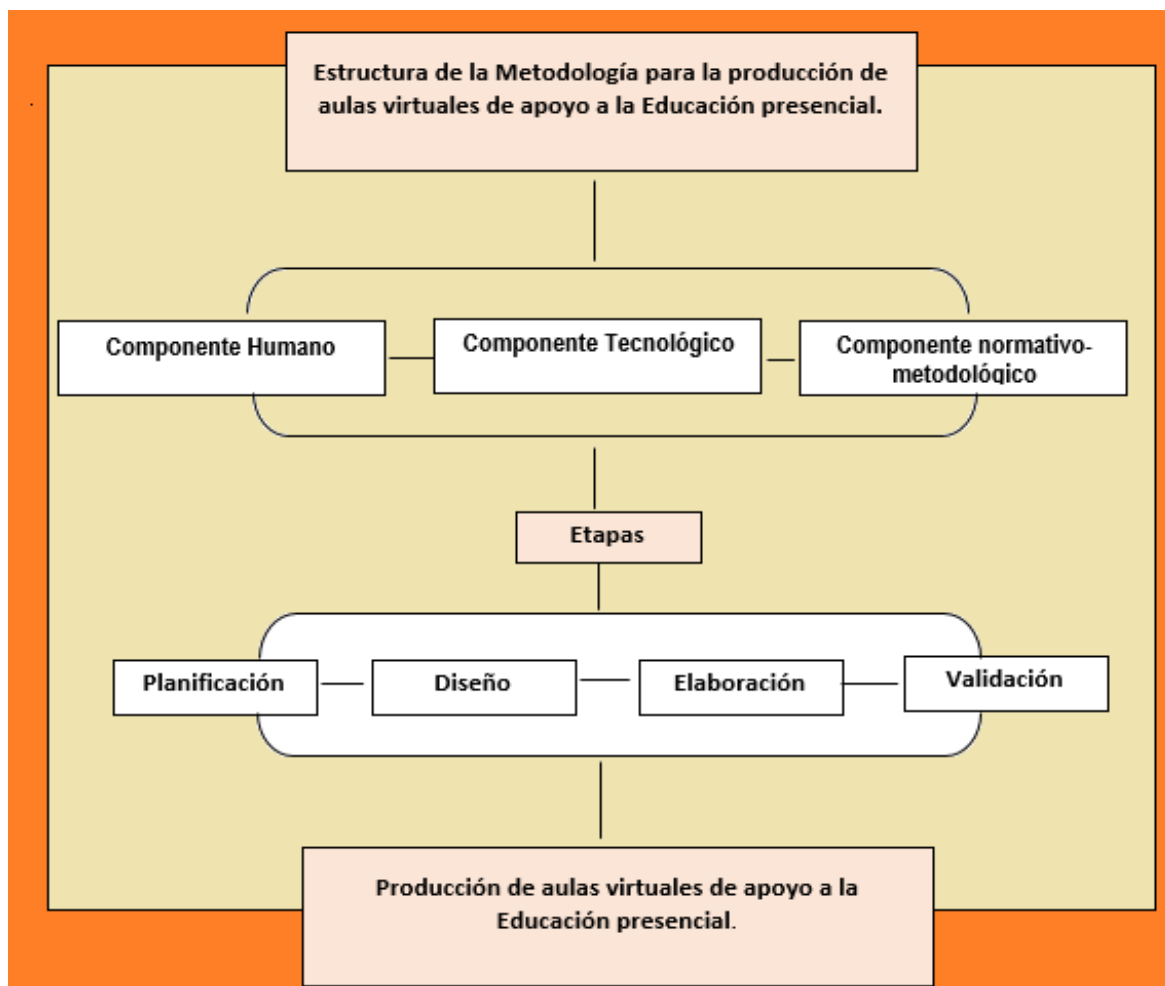 Estructura de la Metodología para la producción de
aulas virtuales de apoyo a la Educación presencial.
Componente Humano
Componente Tecnológico
Componente normativo-
metodológico
Etapas
Planificación
Diseño
Elaboración
Validación
Producción de aulas virtuales de apoyo a la
Educación presencial.